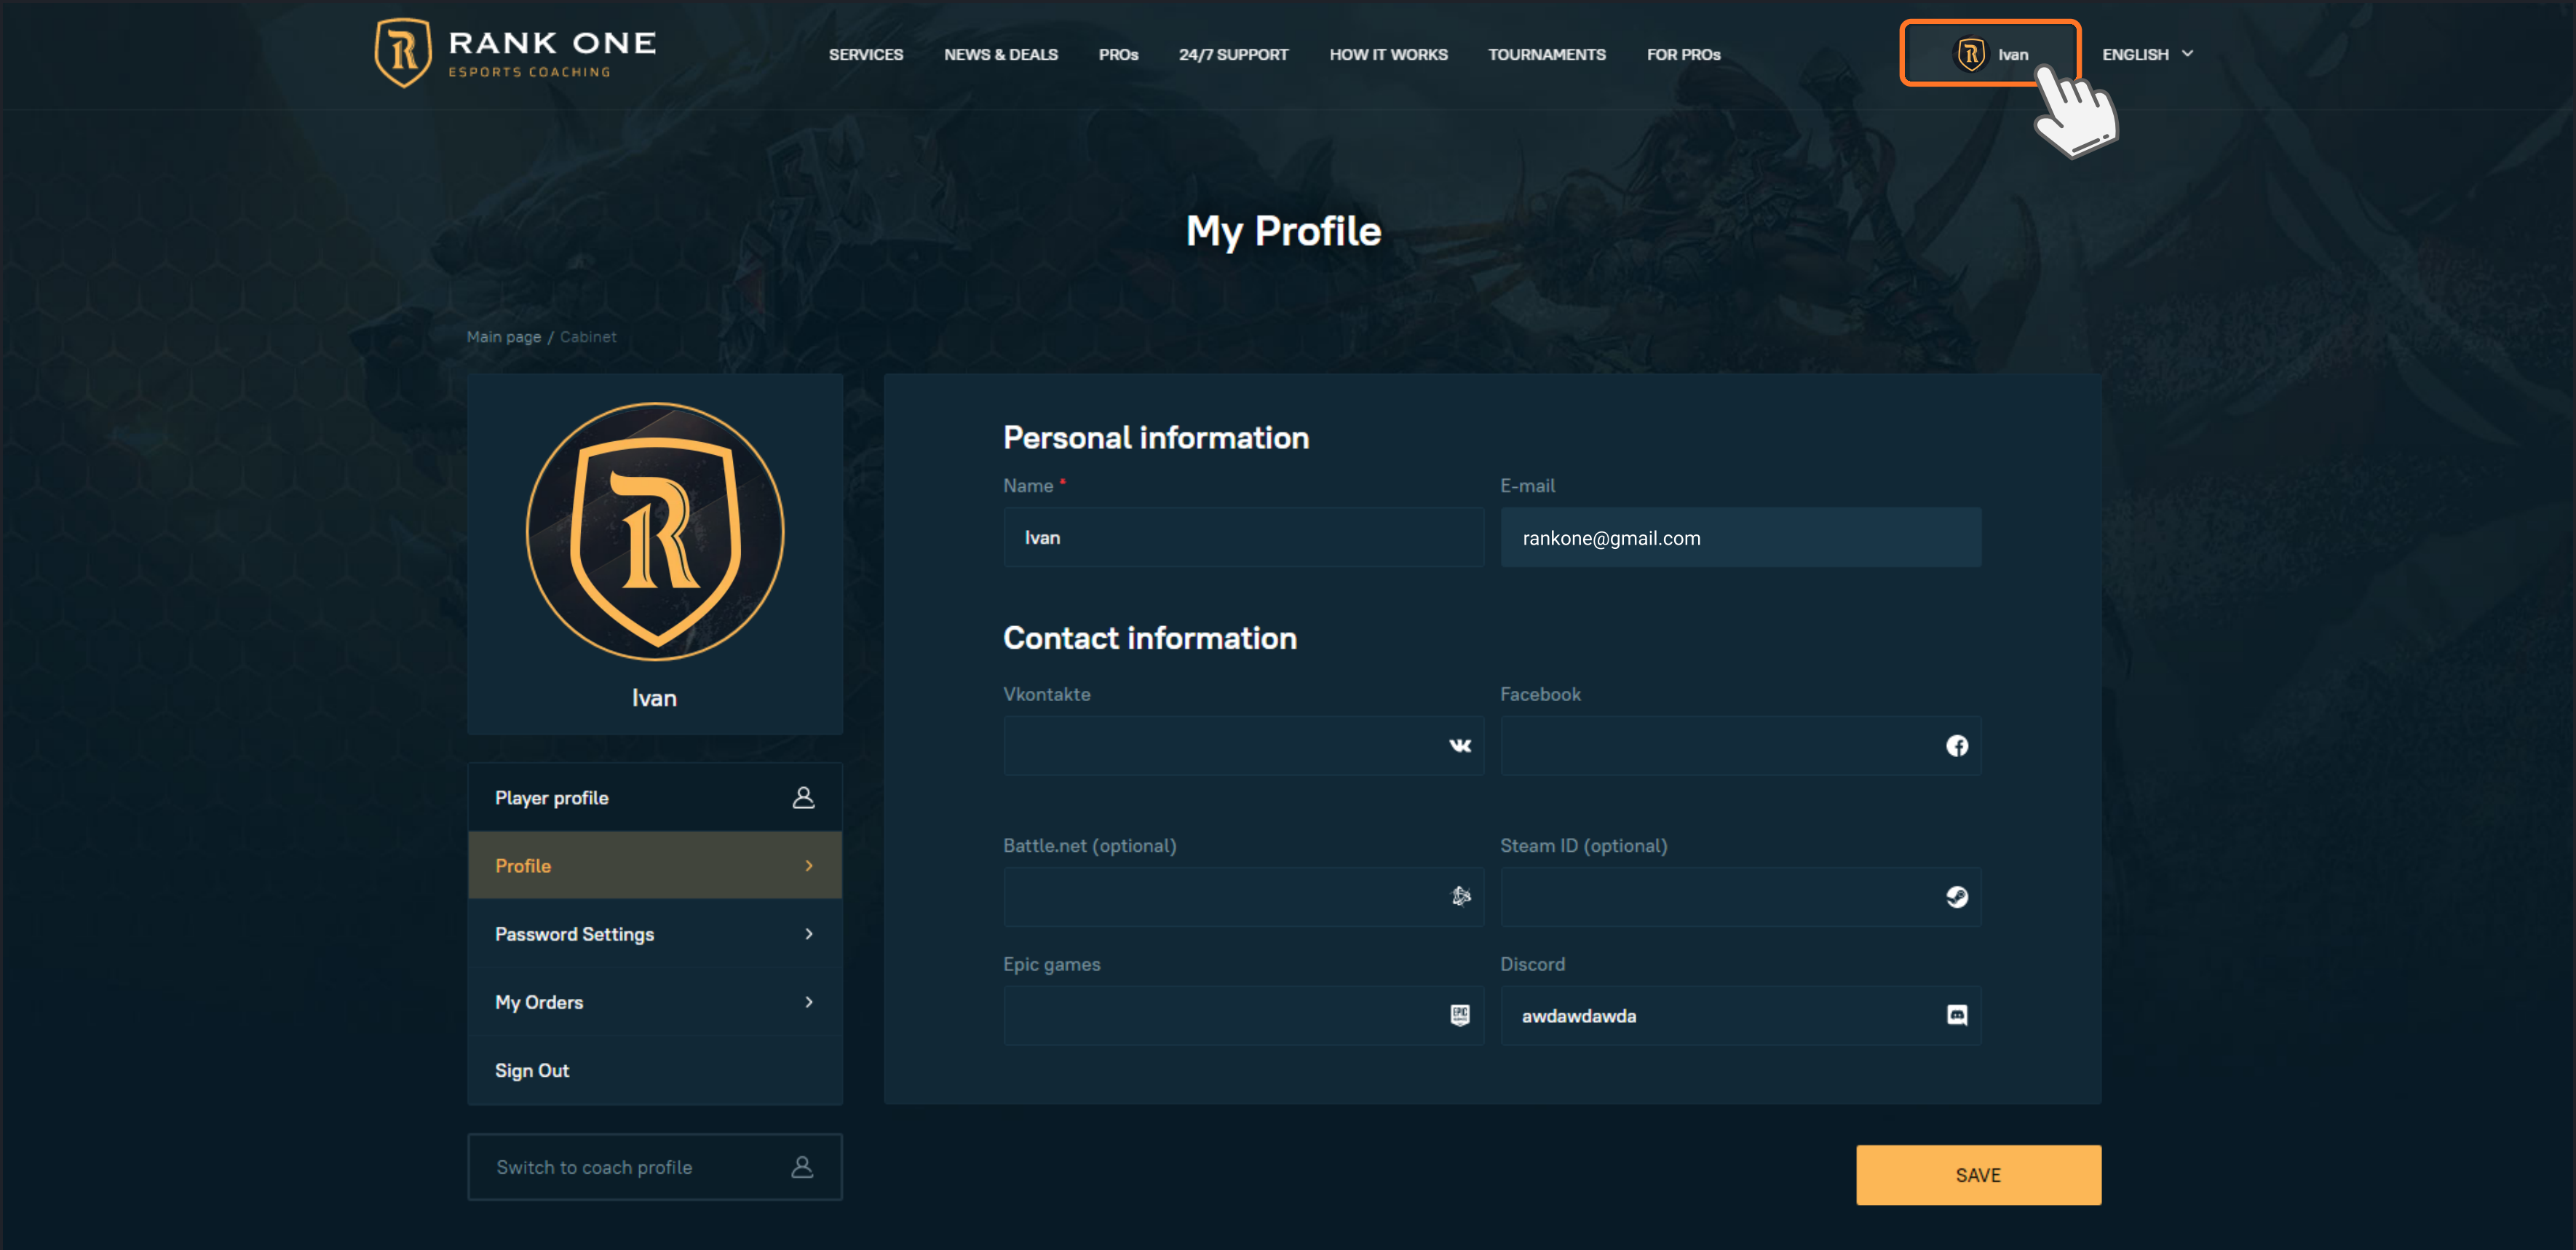 RANK ONE
ESPORTS COACHING
SERVICES
NEWS & DEALS
PROs
24/7 SUPPORT
HOW IT WORKS
TOURNAMENTS
FOR PROs
Ivan
ENGLISH
My Profile
Main page / Cabinet
Ivan
Player profile
Profile
Password Settings
My Orders
Sign Out
Switch to coach profile
Personal information
Name *
E-mail
Ivan
rankone@gmail.com
Contact information
Vkontakte
Facebook
Battle.net (optional)
Steam ID (optional)
Epic games
Discord
EPIC
awdawdawda
SAVE